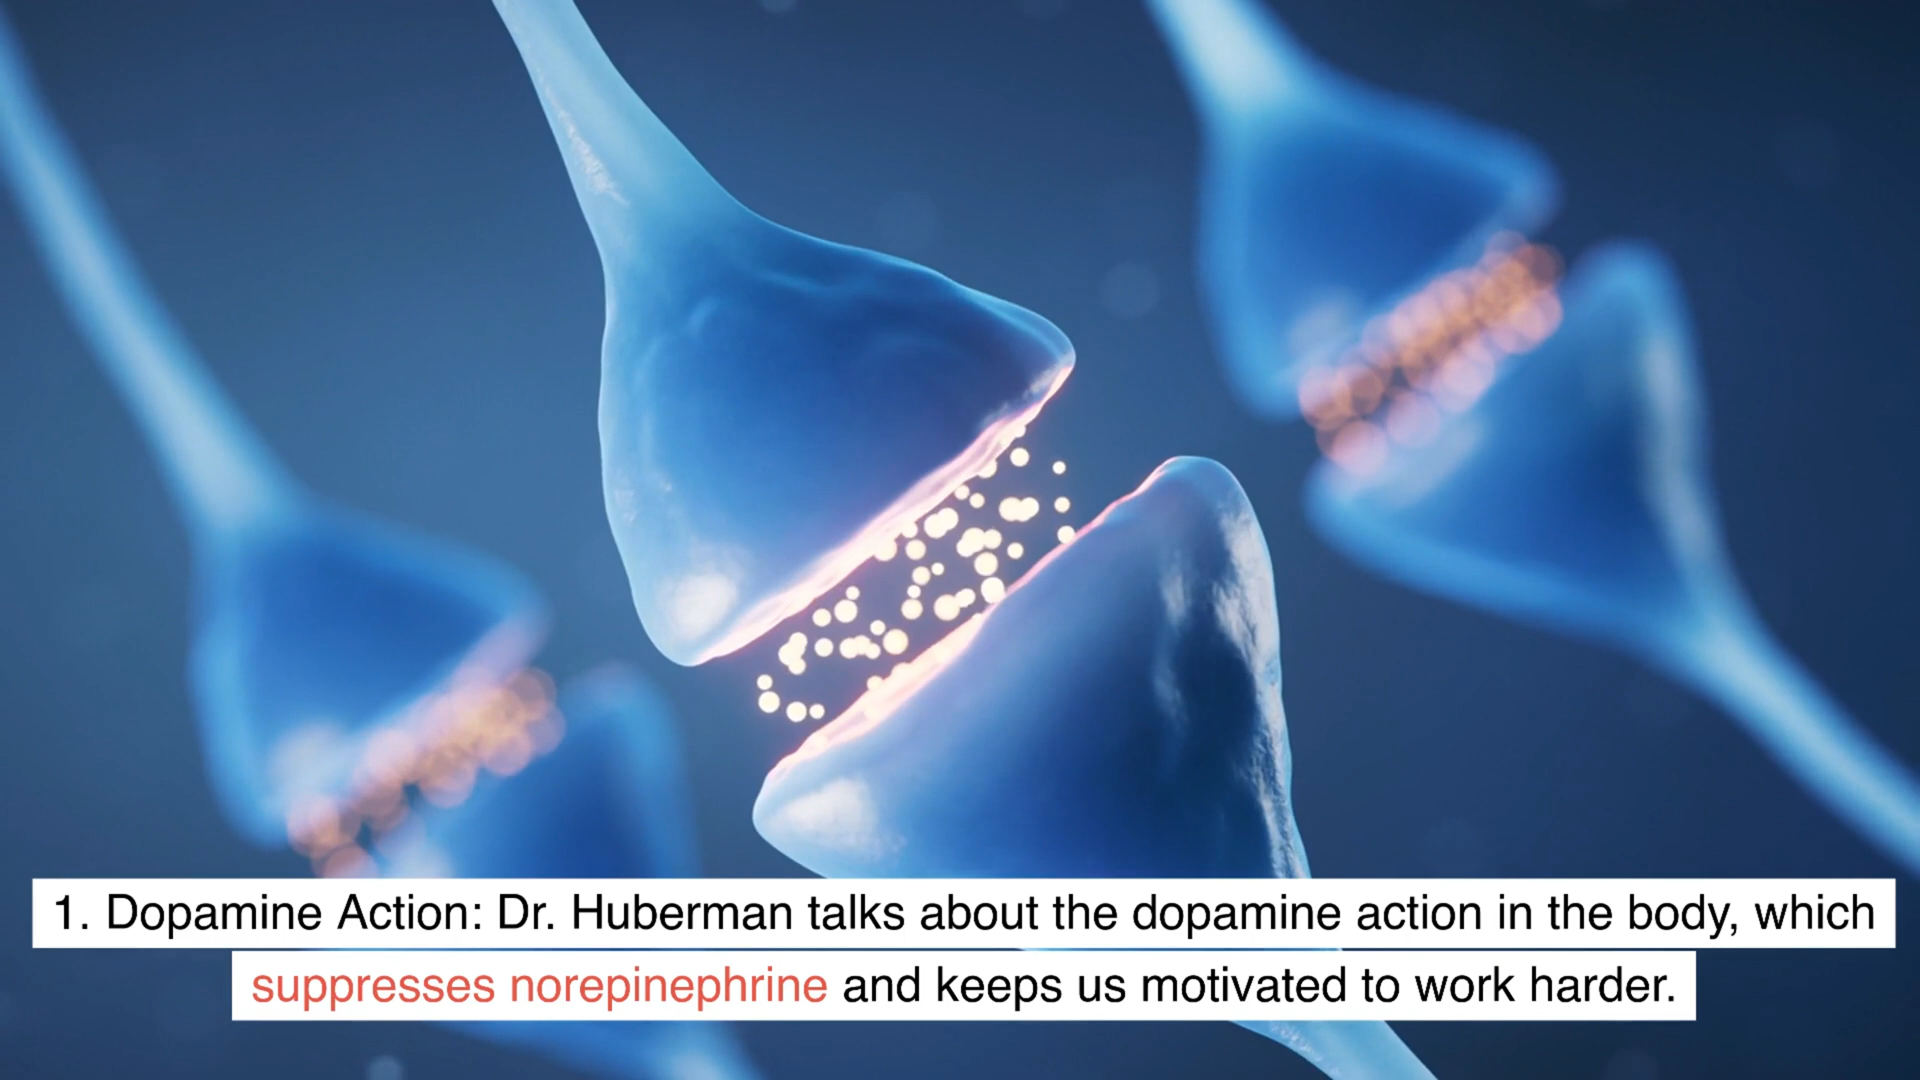 1. Dopamine Action: Dr. Huberman talks about the dopamine action in the body, which
suppresses norepinephrine and keeps us motivated to work harder.